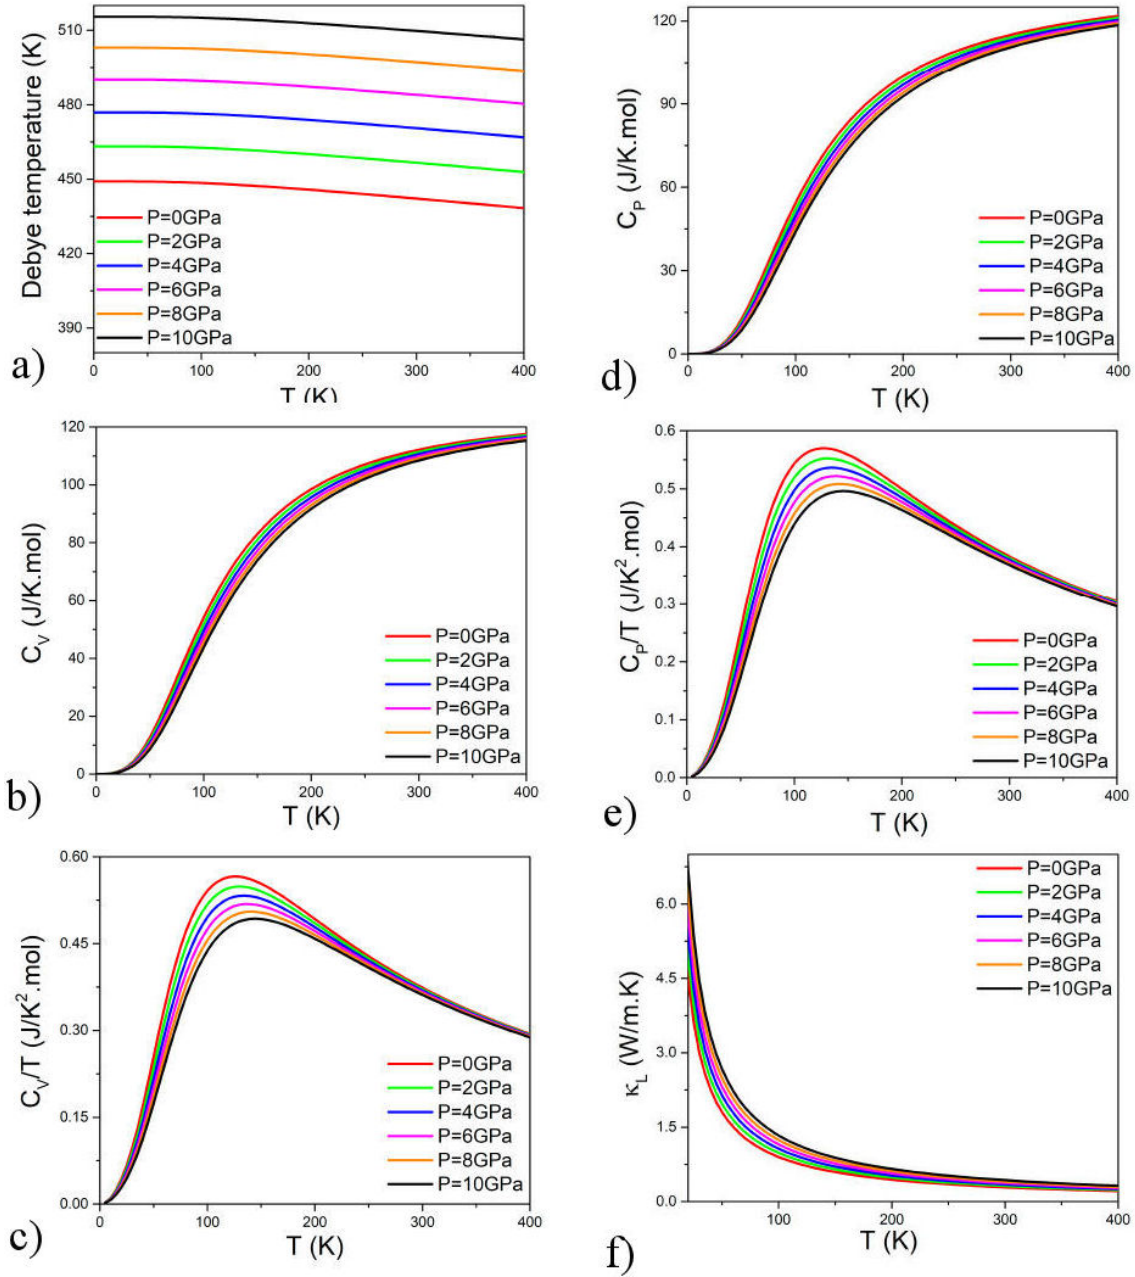 Debye temperature (K)
510
480
450
420
390
P=0GPa
P=2GPa
P=4GPa
P=6GPa
P=8GPa
P=10GPa
0 100 200 300 400
T (K)
a)
C_P (J/K.mol)
120
90
60
30
0
P=0GPa
P=2GPa
P=4GPa
P=6GPa
P=8GPa
P=10GPa
0 100 200 300 400
T (K)
d)
C_V (J/K.mol)
120
100
80
60
40
20
0
P=0GPa
P=2GPa
P=4GPa
P=6GPa
P=8GPa
P=10GPa
0 100 200 300 400
T (K)
b)
C_P/T (J/K².mol)
0.6
0.5
0.4
0.3
0.2
0.1
0.0
P=0GPa
P=2GPa
P=4GPa
P=6GPa
P=8GPa
P=10GPa
0 100 200 300 400
T (K)
e)
C_V/T (J/K².mol)
0.60
0.45
0.30
0.15
0.00
P=0GPa
P=2GPa
P=4GPa
P=6GPa
P=8GPa
P=10GPa
0 100 200 300 400
T (K)
c)
κ_L (W/m.K)
6.0
4.5
3.0
1.5
0.0
P=0GPa
P=2GPa
P=4GPa
P=6GPa
P=8GPa
P=10GPa
100 200 300 400
T (K)
f)